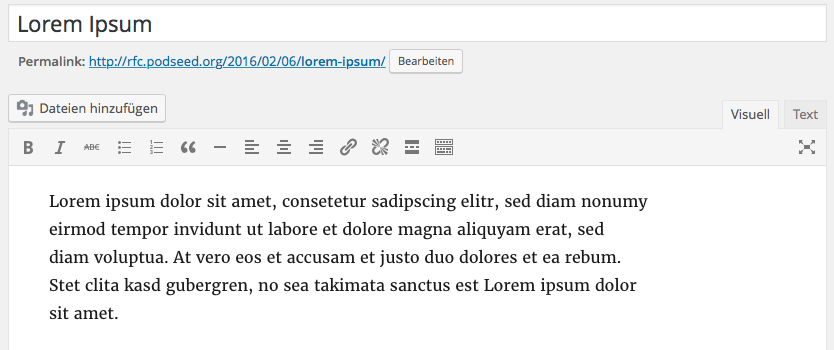 Lorem Ipsum
Permalink: http://rfc.podseed.org/2016/02/06/lorem-ipsum/ Bearbeiten
Dateien hinzufügen
Visuell Text
B I ABC
Lorem ipsum dolor sit amet, consetetur sadipscing elitr, sed diam nonumy
eirmod tempor invidunt ut labore et dolore magna aliquyam erat, sed
diam voluptua. At vero eos et accusam et justo duo dolores et ea rebum.
Stet clita kasd gubergren, no sea takimata sanctus est Lorem ipsum dolor
sit amet.